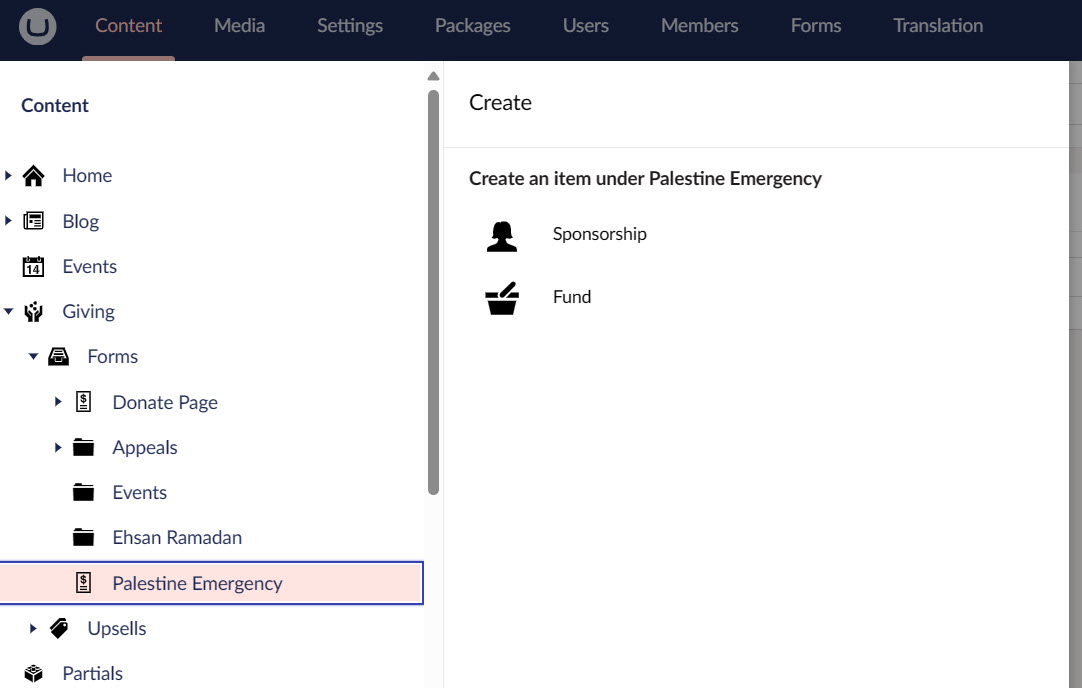 Content Media Settings Packages Users Members Forms Translation
Content
Home
Blog
14
Events
Giving
Forms
$
Donate Page
Appeals
Events
Ehsan Ramadan
$
Palestine Emergency
Upsells
Partials
Create
Create an item under Palestine Emergency
Sponsorship
Fund